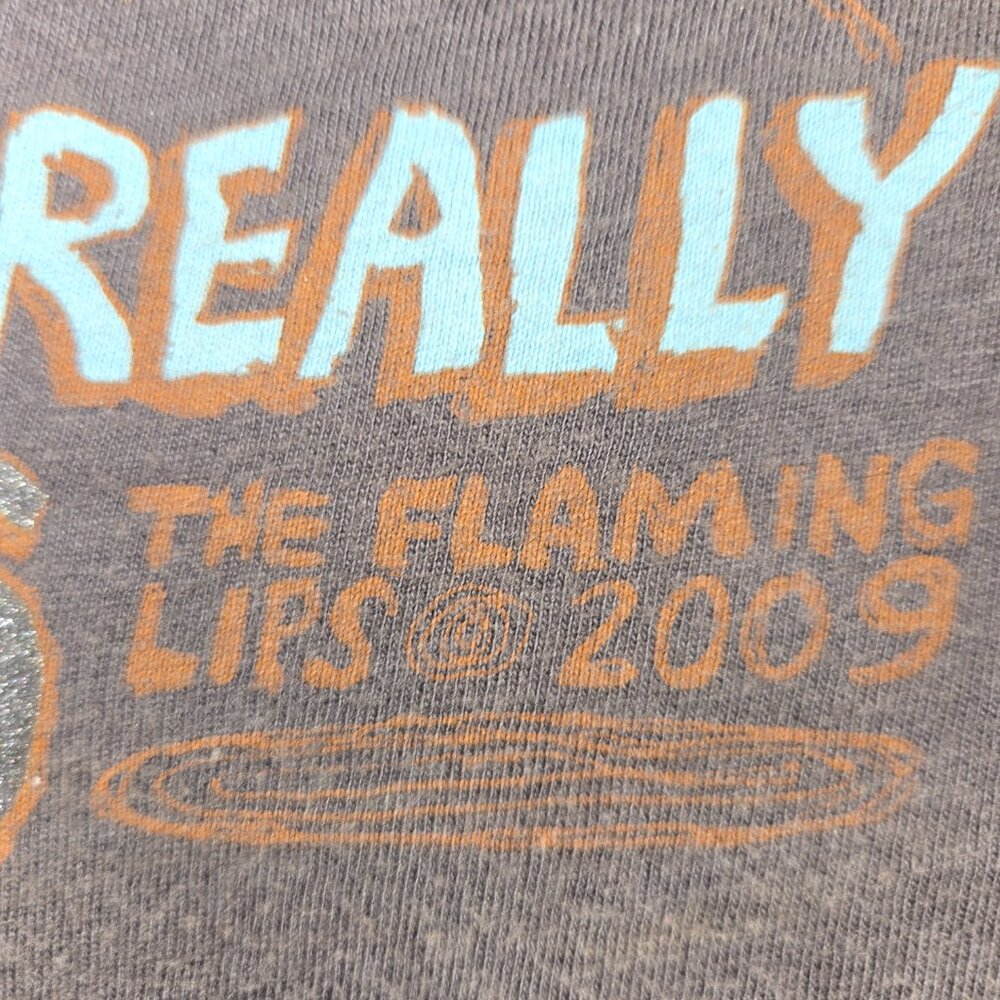 REALLY
THE FLAMING
LIPS 2009